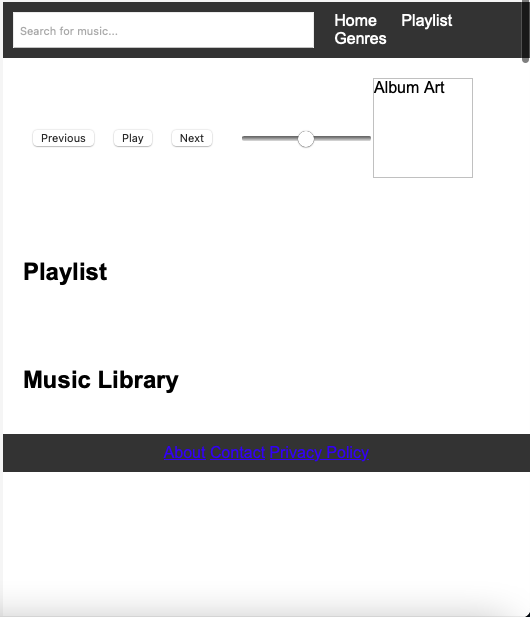 Search for music...
Home Playlist
Genres
Album Art
Previous Play Next
Playlist
Music Library
About Contact Privacy Policy